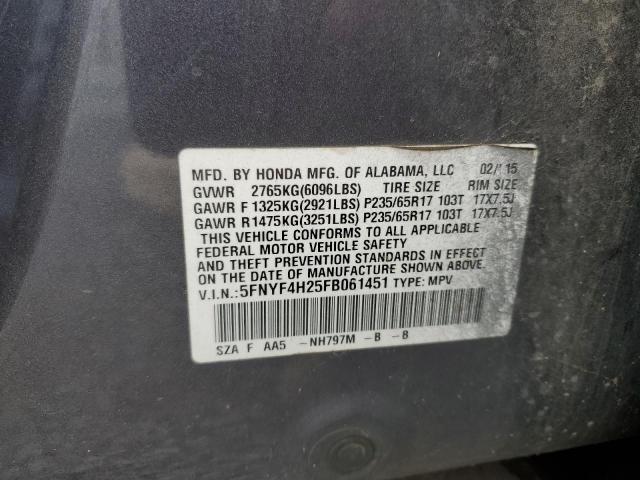 MFD. BY HONDA MFG. OF ALABAMA, LLC 02/15
GVWR 2765KG(6096LBS) TIRE SIZE RIM SIZE
GAWR F 1325KG(2921LBS) P235/65R17 103T 17X7.5J
GAWR R1475KG(3251LBS) P235/65R17 103T 17X7.5J
THIS VEHICLE CONFORMS TO ALL APPLICABLE
FEDERAL MOTOR VEHICLE SAFETY
AND THEFT PREVENTION STANDARDS IN EFFECT
ON THE DATE OF MANUFACTURE SHOWN ABOVE.
V.I.N.:5FNYF4H25FB061451 TYPE: MPV
SZA F AA5 -NH797M -B -B